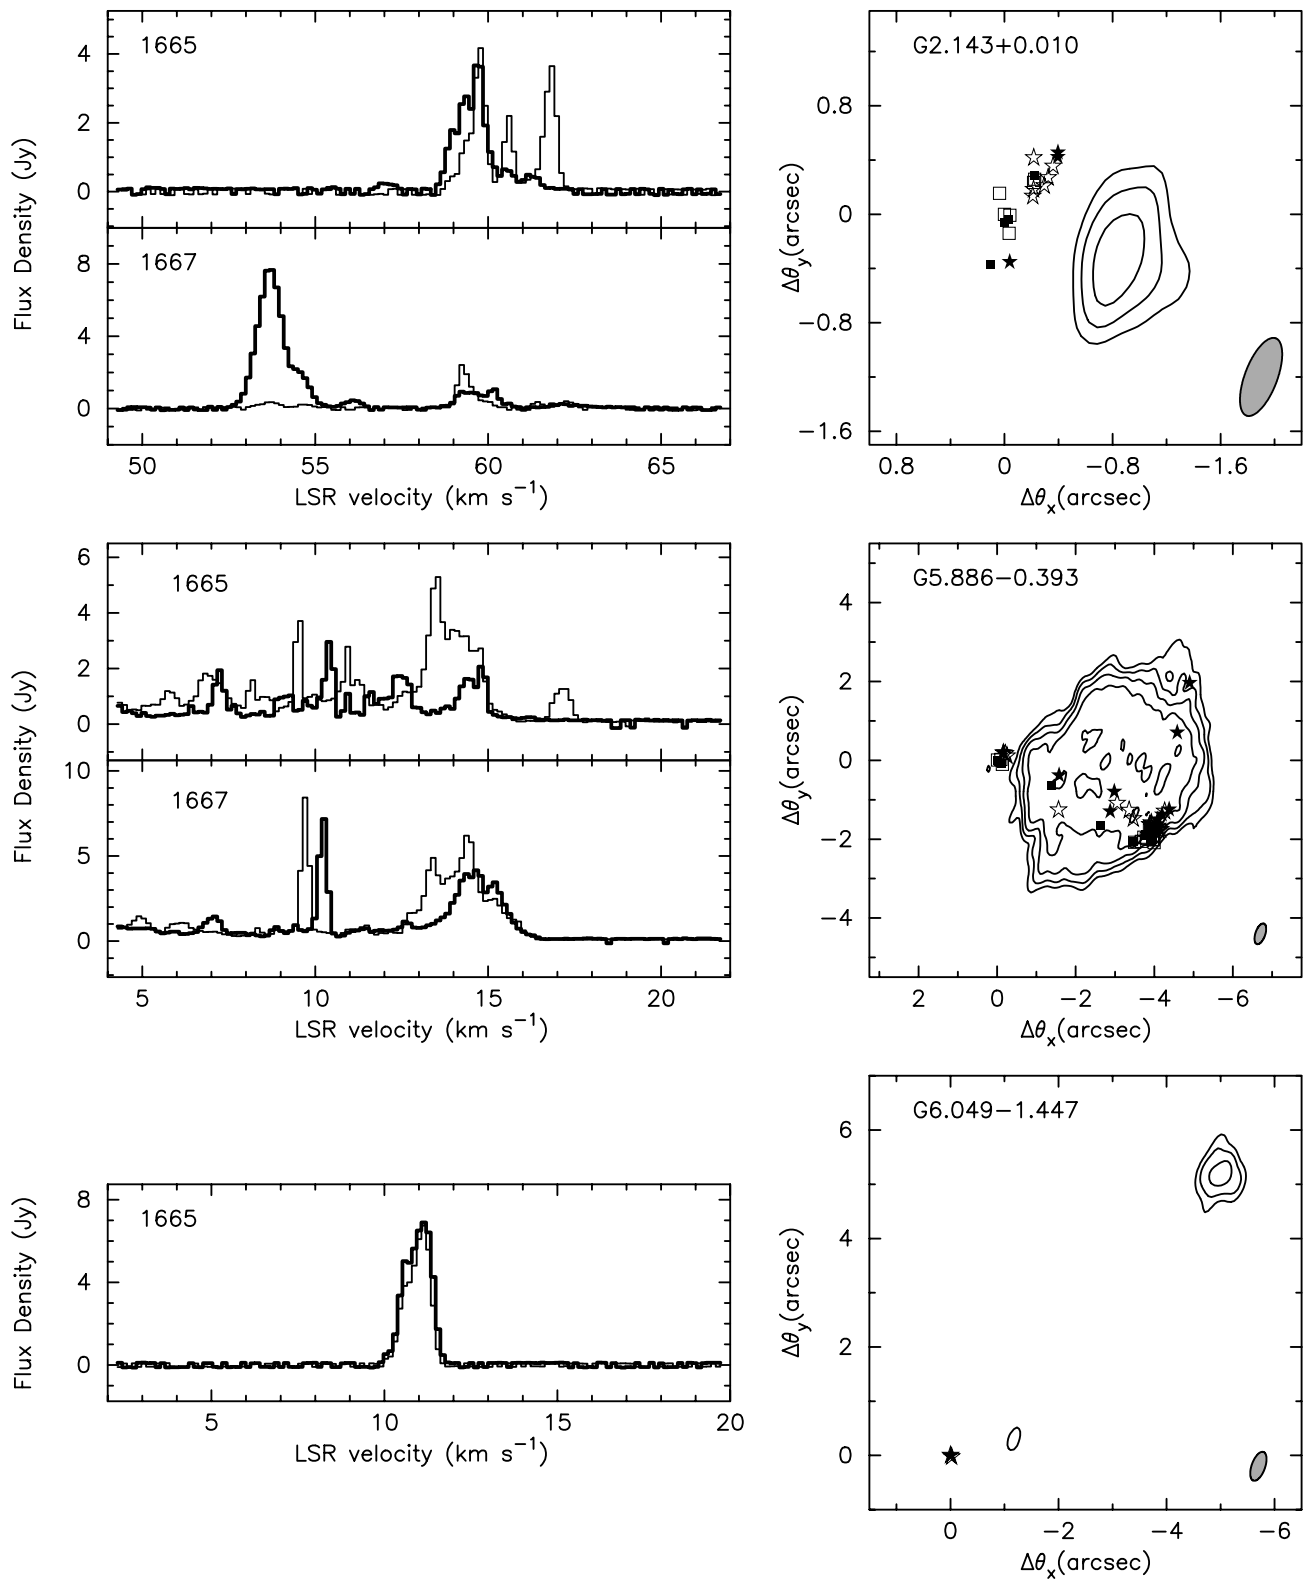 1665
4
2
0
Flux Density (Jy)
1667
8
4
0
50 55 60 65
LSR velocity (km s−1)
G2.143+0.010
0.8
0
−0.8
−1.6
Δθy(arcsec)
0.8 0 −0.8 −1.6
Δθx(arcsec)
1665
6
4
2
0
Flux Density (Jy)
1667
10
5
0
5 10 15 20
LSR velocity (km s−1)
G5.886−0.393
4
2
0
−2
−4
Δθy(arcsec)
2 0 −2 −4 −6
Δθx(arcsec)
1665
8
4
0
Flux Density (Jy)
5 10 15 20
LSR velocity (km s−1)
G6.049−1.447
6
4
2
0
Δθy(arcsec)
0 −2 −4 −6
Δθx(arcsec)